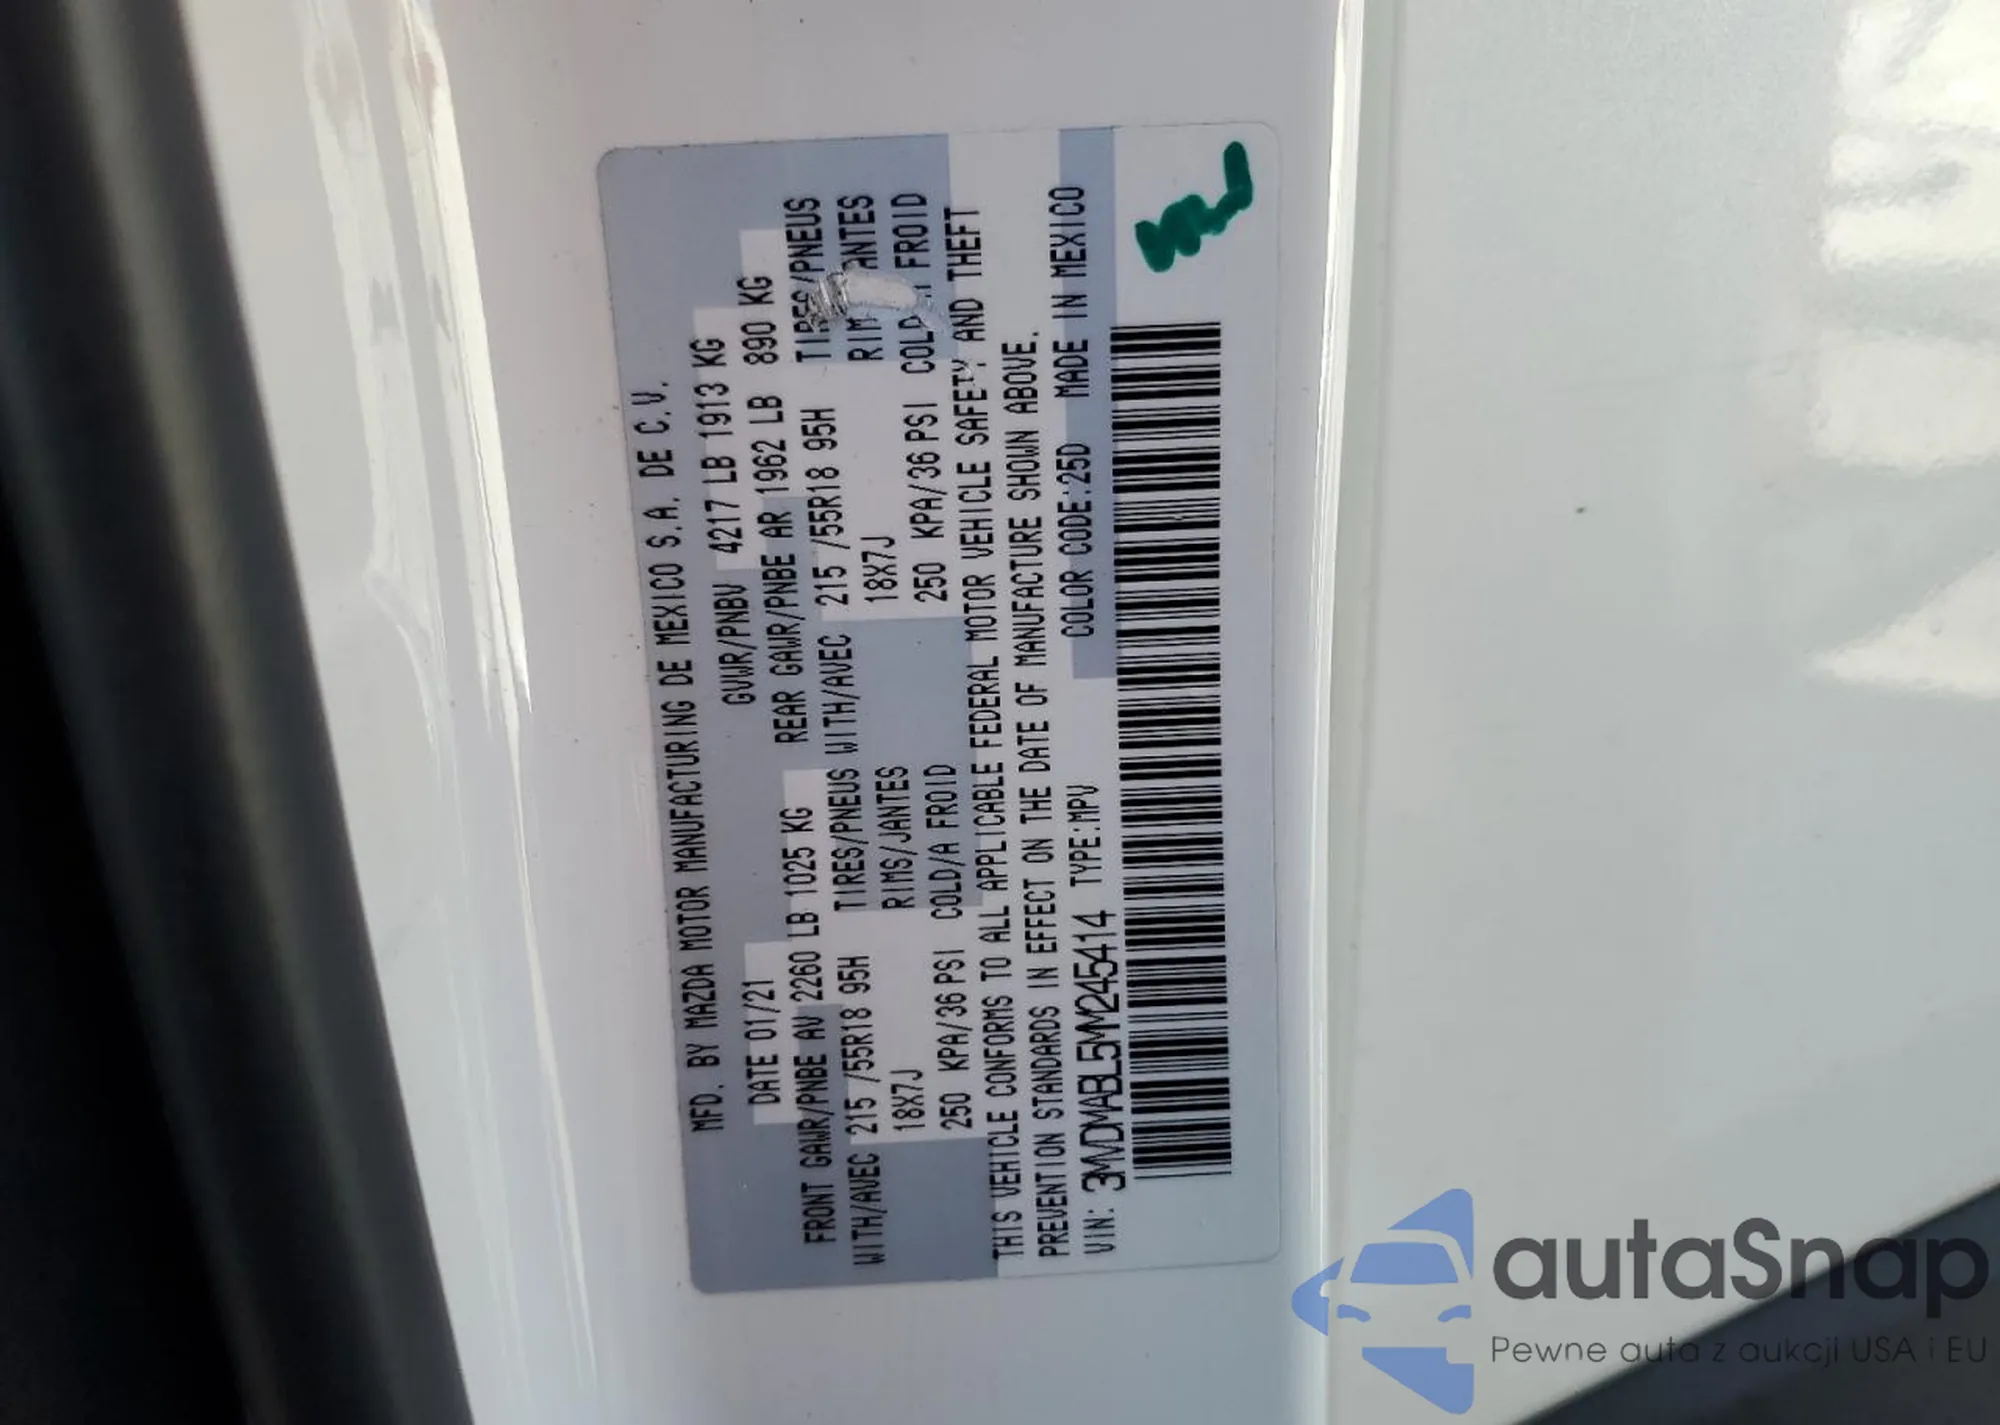 MFD. BY MAZDA MOTOR MANUFACTURING DE MEXICO S.A. DE C.V.
DATE 01/21 GVWR/PNBV 4217 LB 1913 KG
FRONT GAWR/PNBE AV 2260 LB 1025 KG REAR GAWR/PNBE AR 1962 LB 890 KG
WITH/AVEC 215 /55R18 95H TIRES/PNEUS WITH/AVEC 215 /55R18 95H TIRES/PNEUS
18X7J RIMS/JANTES 18X7J
250 KPA/36 PSI COLD/A FROID 250 KPA/36 PSI FROID
THIS VEHICLE CONFORMS TO ALL APPLICABLE FEDERAL MOTOR VEHICLE SAFETY AND THEFT
PREVENTION STANDARDS IN EFFECT ON THE DATE OF MANUFACTURE SHOWN ABOVE.
VIN: 3MVDMABL5MM245414 TYPE:MPV COLOR CODE:25D MADE IN MEXICO
autaSnap
Pewne auta z aukcji USA i EU